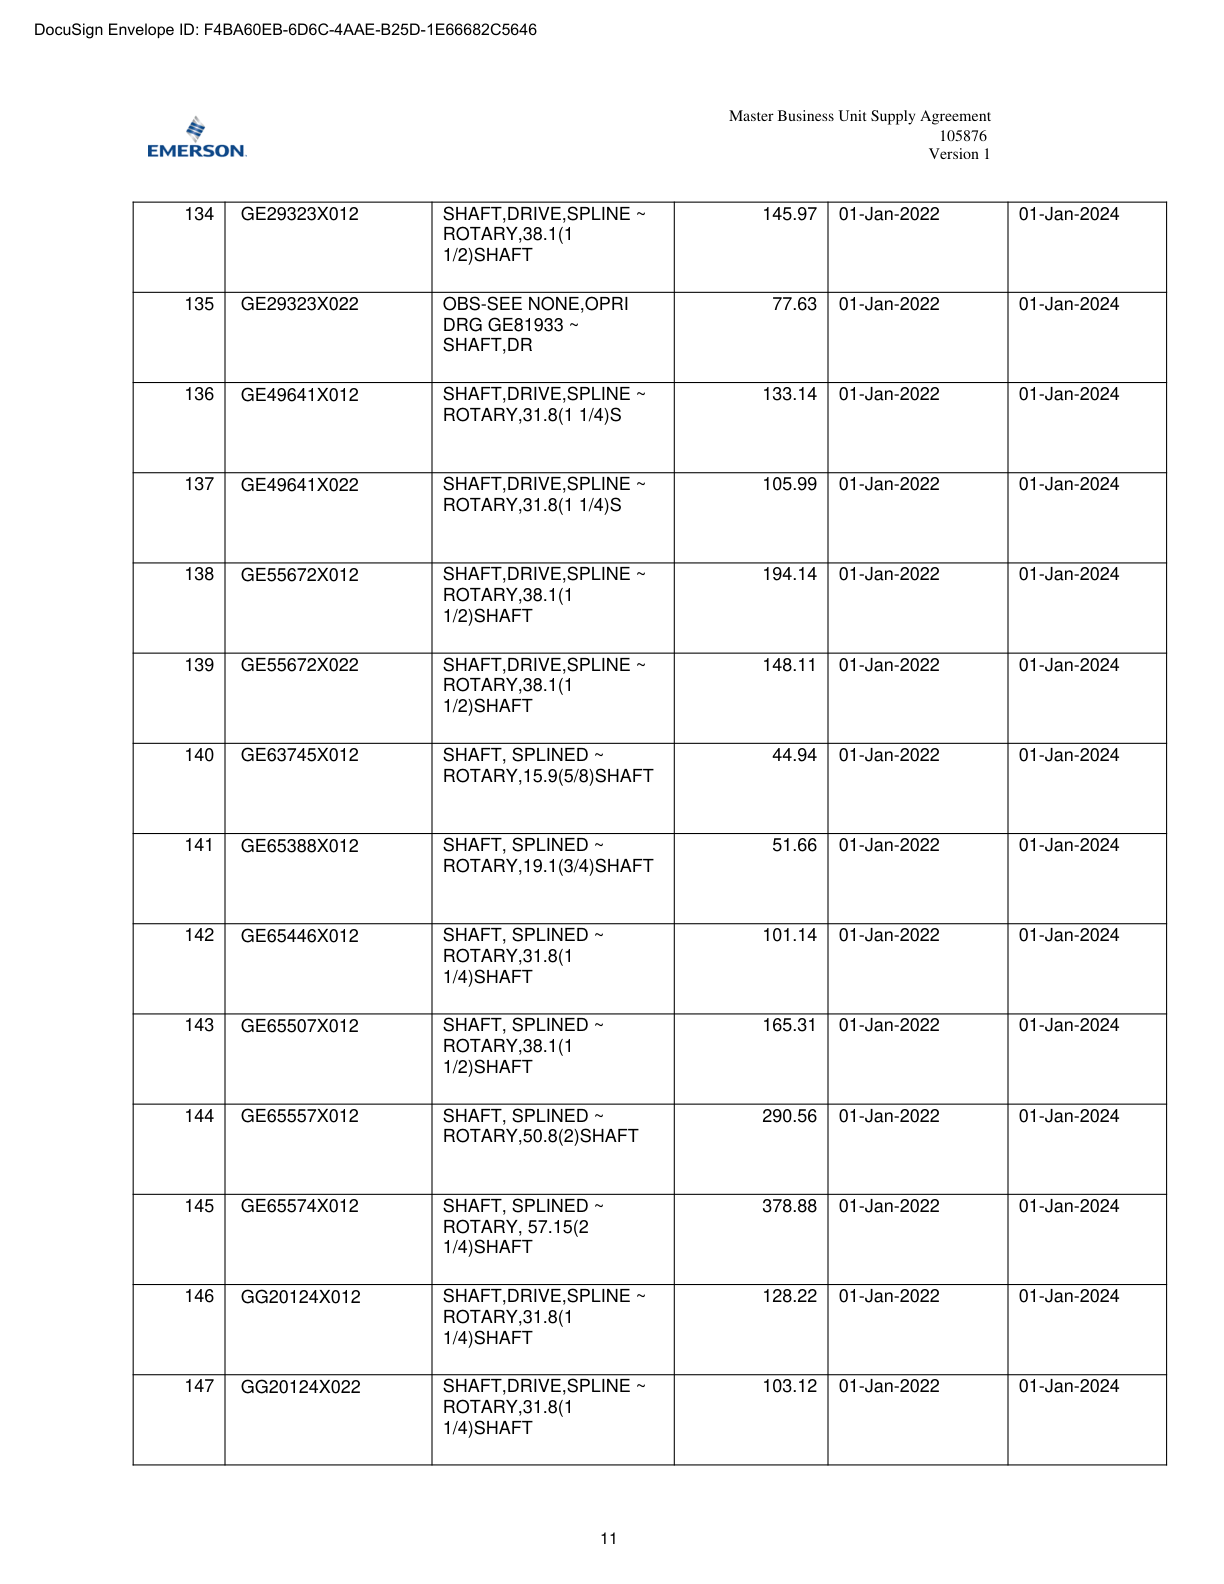 DocuSign Envelope ID: F4BA60EB-6D6C-4AAE-B25D-1E66682C5646
EMERSON
Master Business Unit Supply Agreement
105876
Version 1
134 GE29323X012 SHAFT,DRIVE,SPLINE ~ 145.97 01-Jan-2022 01-Jan-2024
ROTARY,38.1(1
1/2)SHAFT
135 GE29323X022 OBS-SEE NONE,OPRI 77.63 01-Jan-2022 01-Jan-2024
DRG GE81933 ~
SHAFT,DR
136 GE49641X012 SHAFT,DRIVE,SPLINE ~ 133.14 01-Jan-2022 01-Jan-2024
ROTARY,31.8(1 1/4)S
137 GE49641X022 SHAFT,DRIVE,SPLINE ~ 105.99 01-Jan-2022 01-Jan-2024
ROTARY,31.8(1 1/4)S
138 GE55672X012 SHAFT,DRIVE,SPLINE ~ 194.14 01-Jan-2022 01-Jan-2024
ROTARY,38.1(1
1/2)SHAFT
139 GE55672X022 SHAFT,DRIVE,SPLINE ~ 148.11 01-Jan-2022 01-Jan-2024
ROTARY,38.1(1
1/2)SHAFT
140 GE63745X012 SHAFT, SPLINED ~ 44.94 01-Jan-2022 01-Jan-2024
ROTARY,15.9(5/8)SHAFT
141 GE65388X012 SHAFT, SPLINED ~ 51.66 01-Jan-2022 01-Jan-2024
ROTARY,19.1(3/4)SHAFT
142 GE65446X012 SHAFT, SPLINED ~ 101.14 01-Jan-2022 01-Jan-2024
ROTARY,31.8(1
1/4)SHAFT
143 GE65507X012 SHAFT, SPLINED ~ 165.31 01-Jan-2022 01-Jan-2024
ROTARY,38.1(1
1/2)SHAFT
144 GE65557X012 SHAFT, SPLINED ~ 290.56 01-Jan-2022 01-Jan-2024
ROTARY,50.8(2)SHAFT
145 GE65574X012 SHAFT, SPLINED ~ 378.88 01-Jan-2022 01-Jan-2024
ROTARY, 57.15(2
1/4)SHAFT
146 GG20124X012 SHAFT,DRIVE,SPLINE ~ 128.22 01-Jan-2022 01-Jan-2024
ROTARY,31.8(1
1/4)SHAFT
147 GG20124X022 SHAFT,DRIVE,SPLINE ~ 103.12 01-Jan-2022 01-Jan-2024
ROTARY,31.8(1
1/4)SHAFT
11